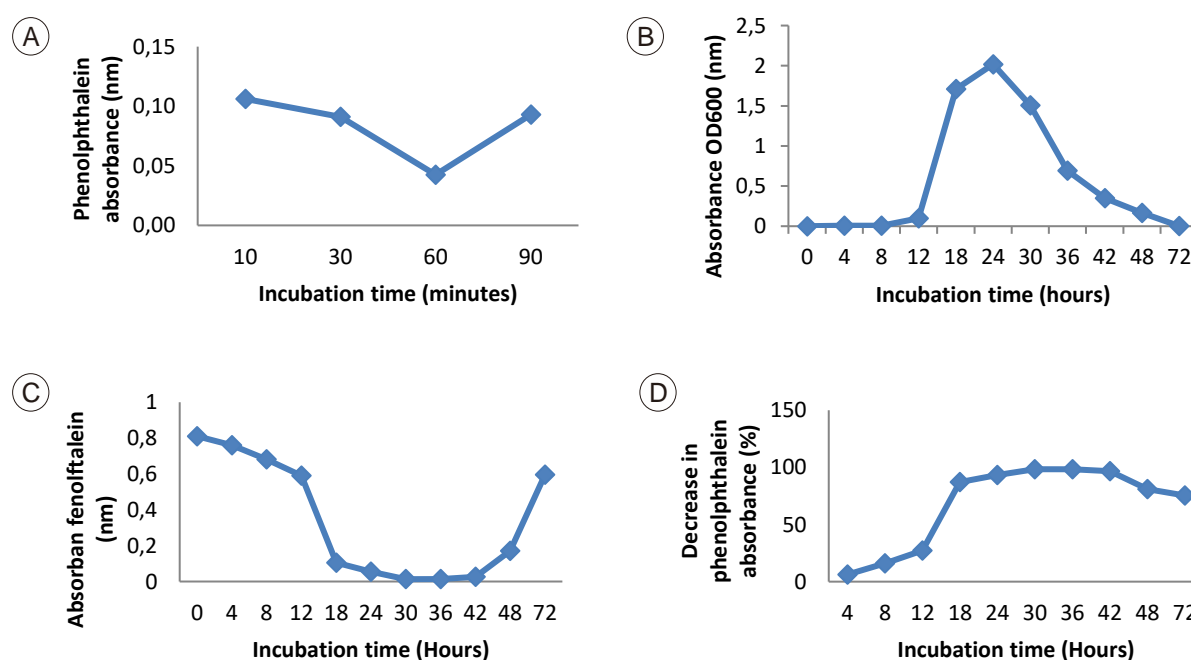 A
Phenolphthalein
absorbance (nm)
0,15
0,10
0,05
0,00
10 30 60 90
Incubation time (minutes)
B
Absorbance OD600 (nm)
2,5
2
1,5
1
0,5
0
0 4 8 12 18 24 30 36 42 48 72
Incubation time (hours)
C
Absorban fenolftalein
(nm)
1
0,8
0,6
0,4
0,2
0
0 4 8 12 18 24 30 36 42 48 72
Incubation time (Hours)
D
Decrease in
phenolphthalein
absorbance (%)
150
100
50
0
4 8 12 18 24 30 36 42 48 72
Incubation time (Hours)